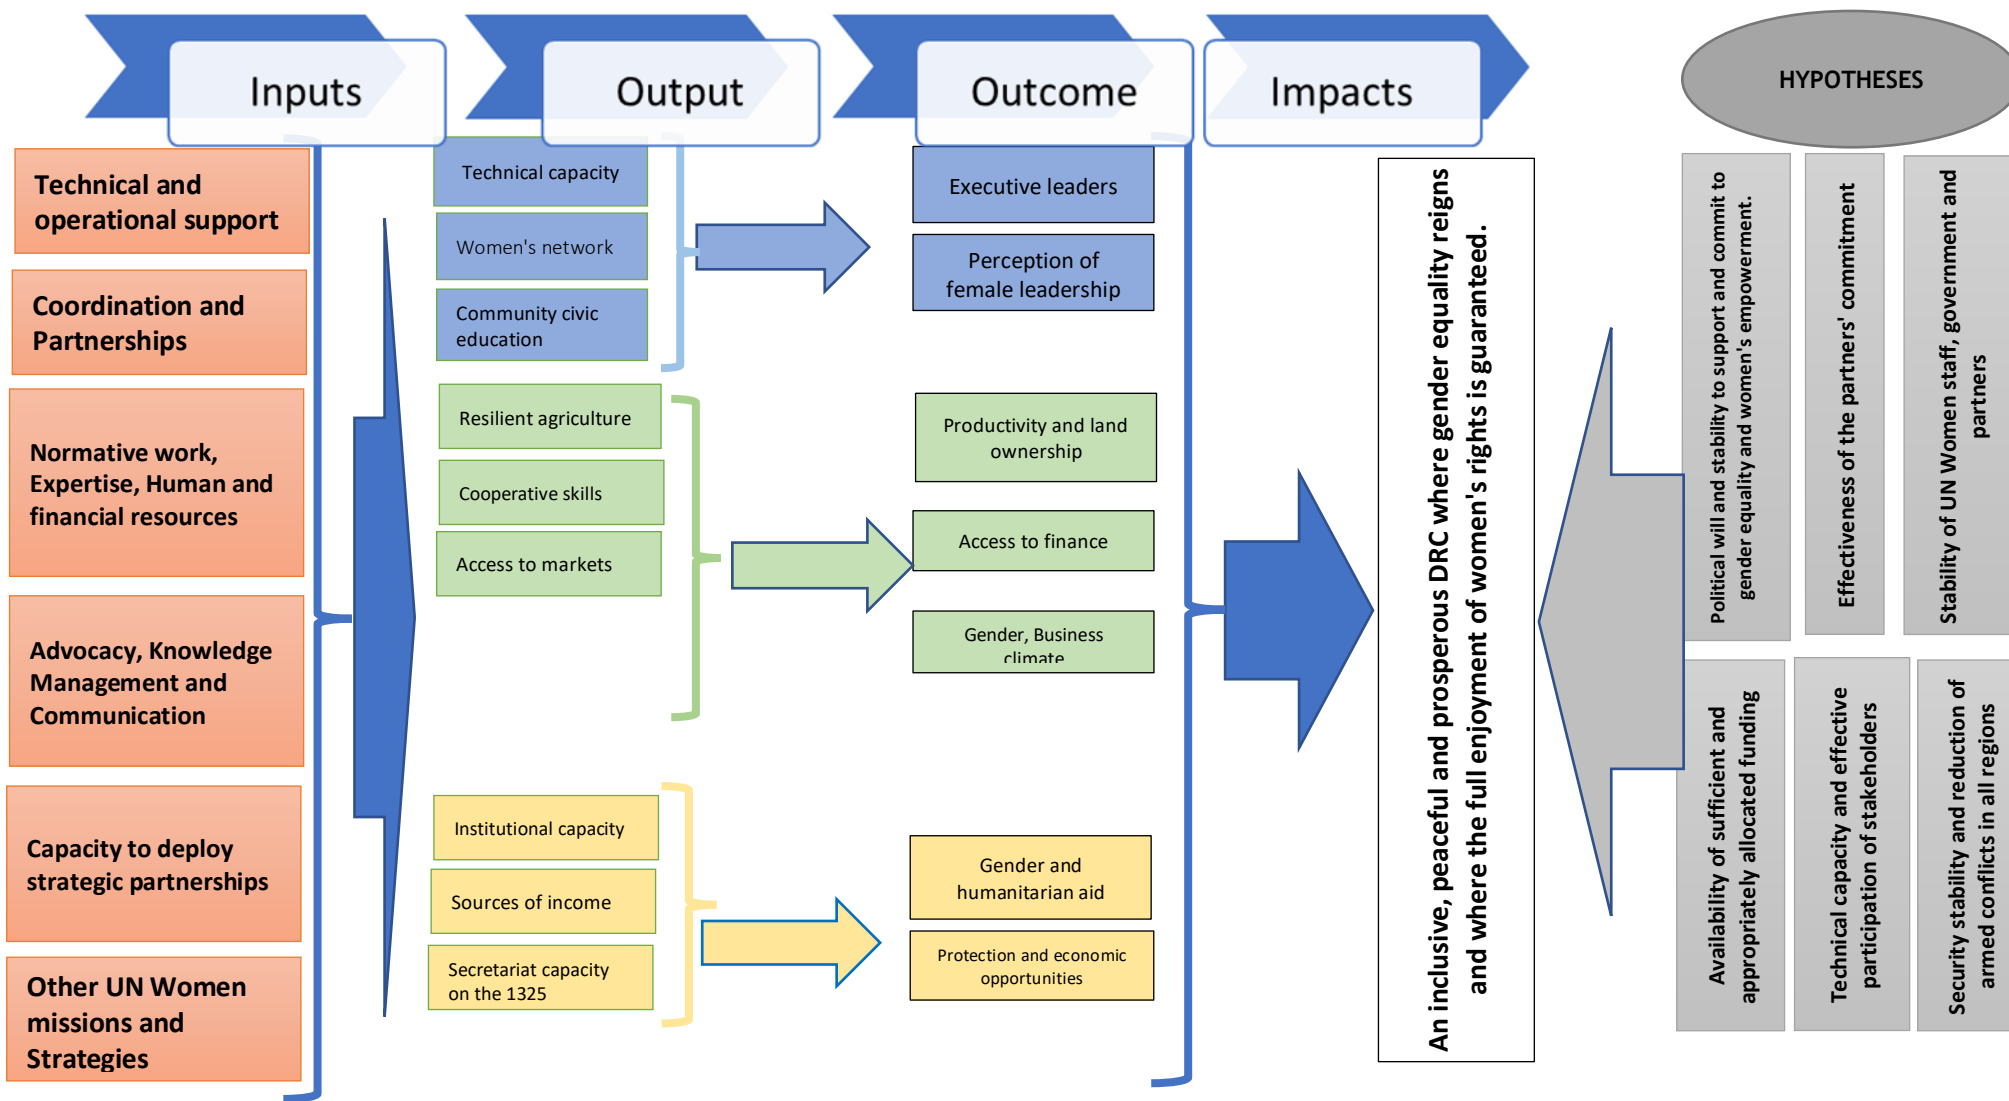 Inputs
Output
Outcome
Impacts
HYPOTHESES
Technical and
operational support
Coordination and
Partnerships
Normative work,
Expertise, Human and
financial resources
Advocacy, Knowledge
Management and
Communication
Capacity to deploy
strategic partnerships
Other UN Women
missions and
Strategies
Technical capacity
Women's network
Community civic
education
Resilient agriculture
Cooperative skills
Access to markets
Institutional capacity
Sources of income
Secretariat capacity
on the 1325
Executive leaders
Perception of
female leadership
Productivity and land
ownership
Access to finance
Gender, Business
climate
Gender and
humanitarian aid
Protection and economic
opportunities
An inclusive, peaceful and prosperous DRC where gender equality reigns
and where the full enjoyment of women's rights is guaranteed.
Political will and stability to support and commit to
gender equality and women's empowerment.
Effectiveness of the partners' commitment
Stability of UN Women staff, government and
partners
Availability of sufficient and
appropriately allocated funding
Technical capacity and effective
participation of stakeholders
Security stability and reduction of
armed conflicts in all regions